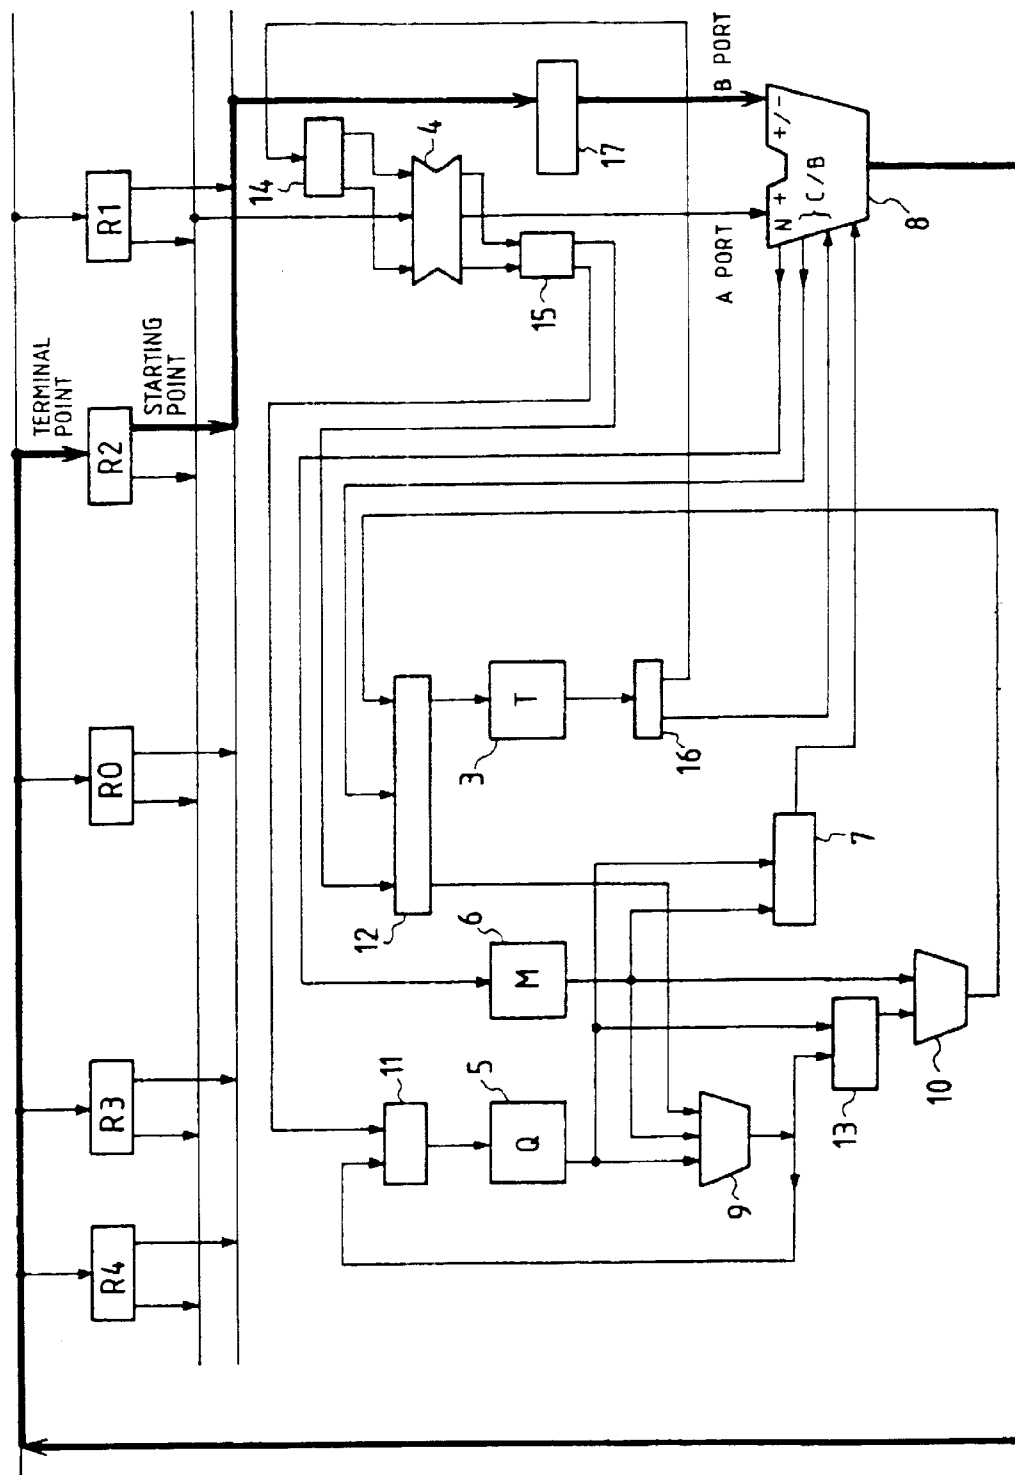 R4
R3
R0
R2
R1
TERMINAL
POINT
STARTING
POINT
14
4
17
15
A PORT
B PORT
N + +/-
} C/B
8
12
3
T
16
6
M
7
11
5
Q
9
13
10